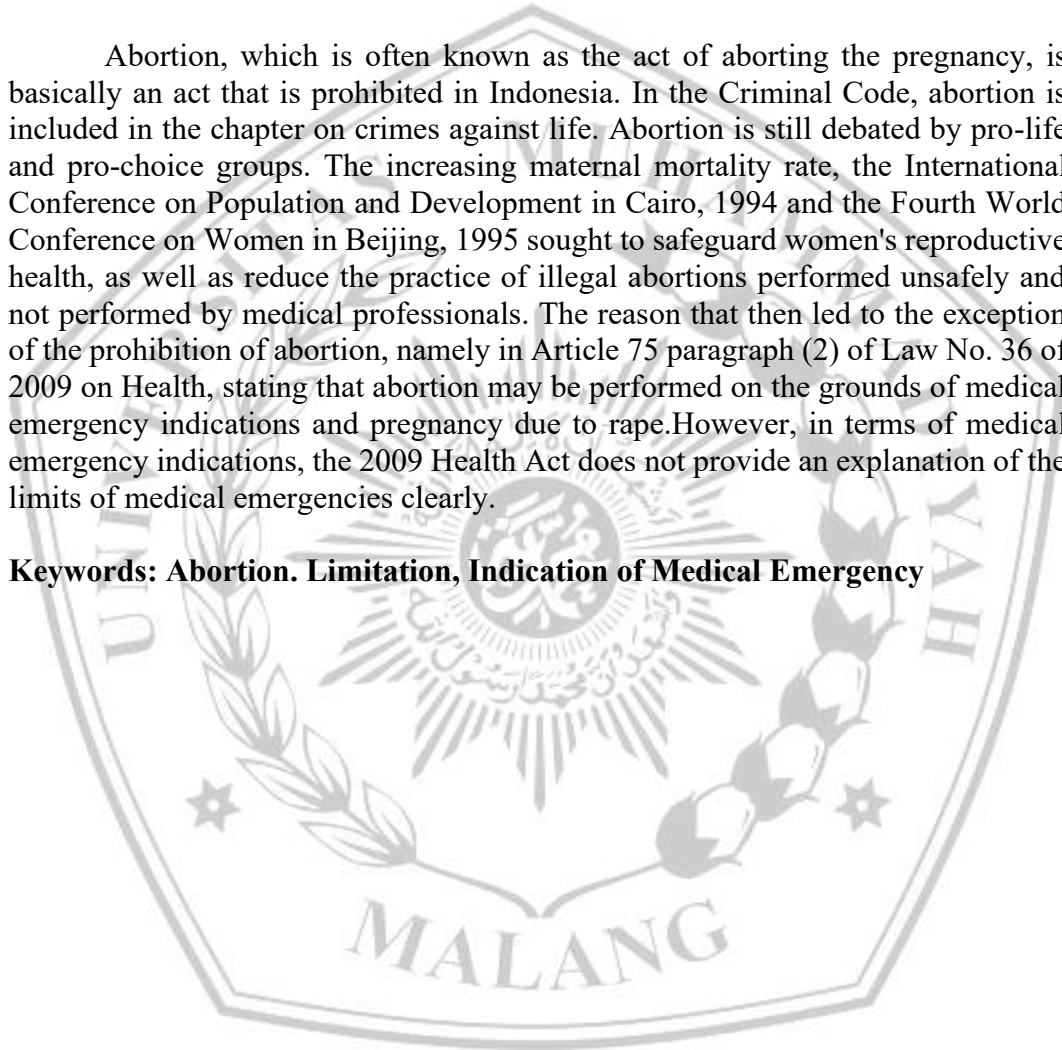 Abortion, which is often known as the act of aborting the pregnancy, is
basically an act that is prohibited in Indonesia. In the Criminal Code, abortion is
included in the chapter on crimes against life. Abortion is still debated by pro-life
and pro-choice groups. The increasing maternal mortality rate, the International
Conference on Population and Development in Cairo, 1994 and the Fourth World
Conference on Women in Beijing, 1995 sought to safeguard women's reproductive
health, as well as reduce the practice of illegal abortions performed unsafely and
not performed by medical professionals. The reason that then led to the exception
of the prohibition of abortion, namely in Article 75 paragraph (2) of Law No. 36 of
2009 on Health, stating that abortion may be performed on the grounds of medical
emergency indications and pregnancy due to rape.However, in terms of medical
emergency indications, the 2009 Health Act does not provide an explanation of the
limits of medical emergencies clearly.
Keywords: Abortion. Limitation, Indication of Medical Emergency
UNIVERSITAS MUHAMMADIYAH
MALANG